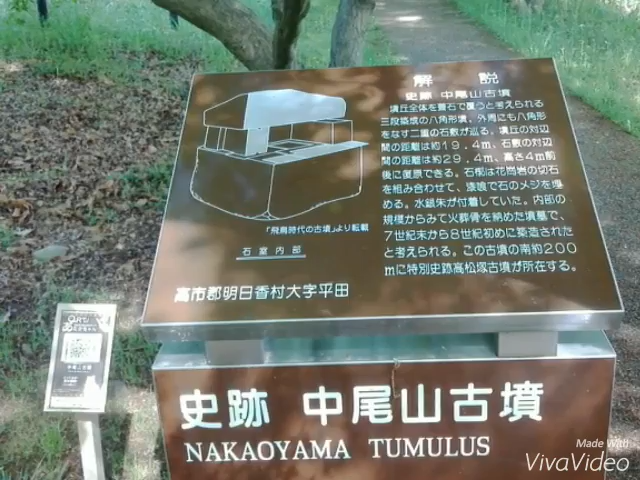 解 説
史跡 中尾山古墳
墳丘全体を葺石で覆うと考えられる
三段築成の八角形墳、外周にも八角形
をなす二重の石敷が巡る。墳丘の対辺
間の距離は約19.4m、石敷の対辺
間の距離は約29.4m、高さ4m前
後に復原できる。石槨は花崗岩の切石
を組み合わせて、漆喰で石のメジを埋
める。水銀朱が付着していた。内部の
規模からみて火葬骨を納めた墳墓で、
7世紀末から8世紀初めに築造された
と考えられる。この古墳の南約200
mに特別史跡高松塚古墳が所在する。
「飛鳥時代の古墳」より転載
石室内部
高市郡明日香村大字平田
史跡 中尾山古墳
NAKAOYAMA TUMULUS
中尾山古墳
Made With
VivaVideo